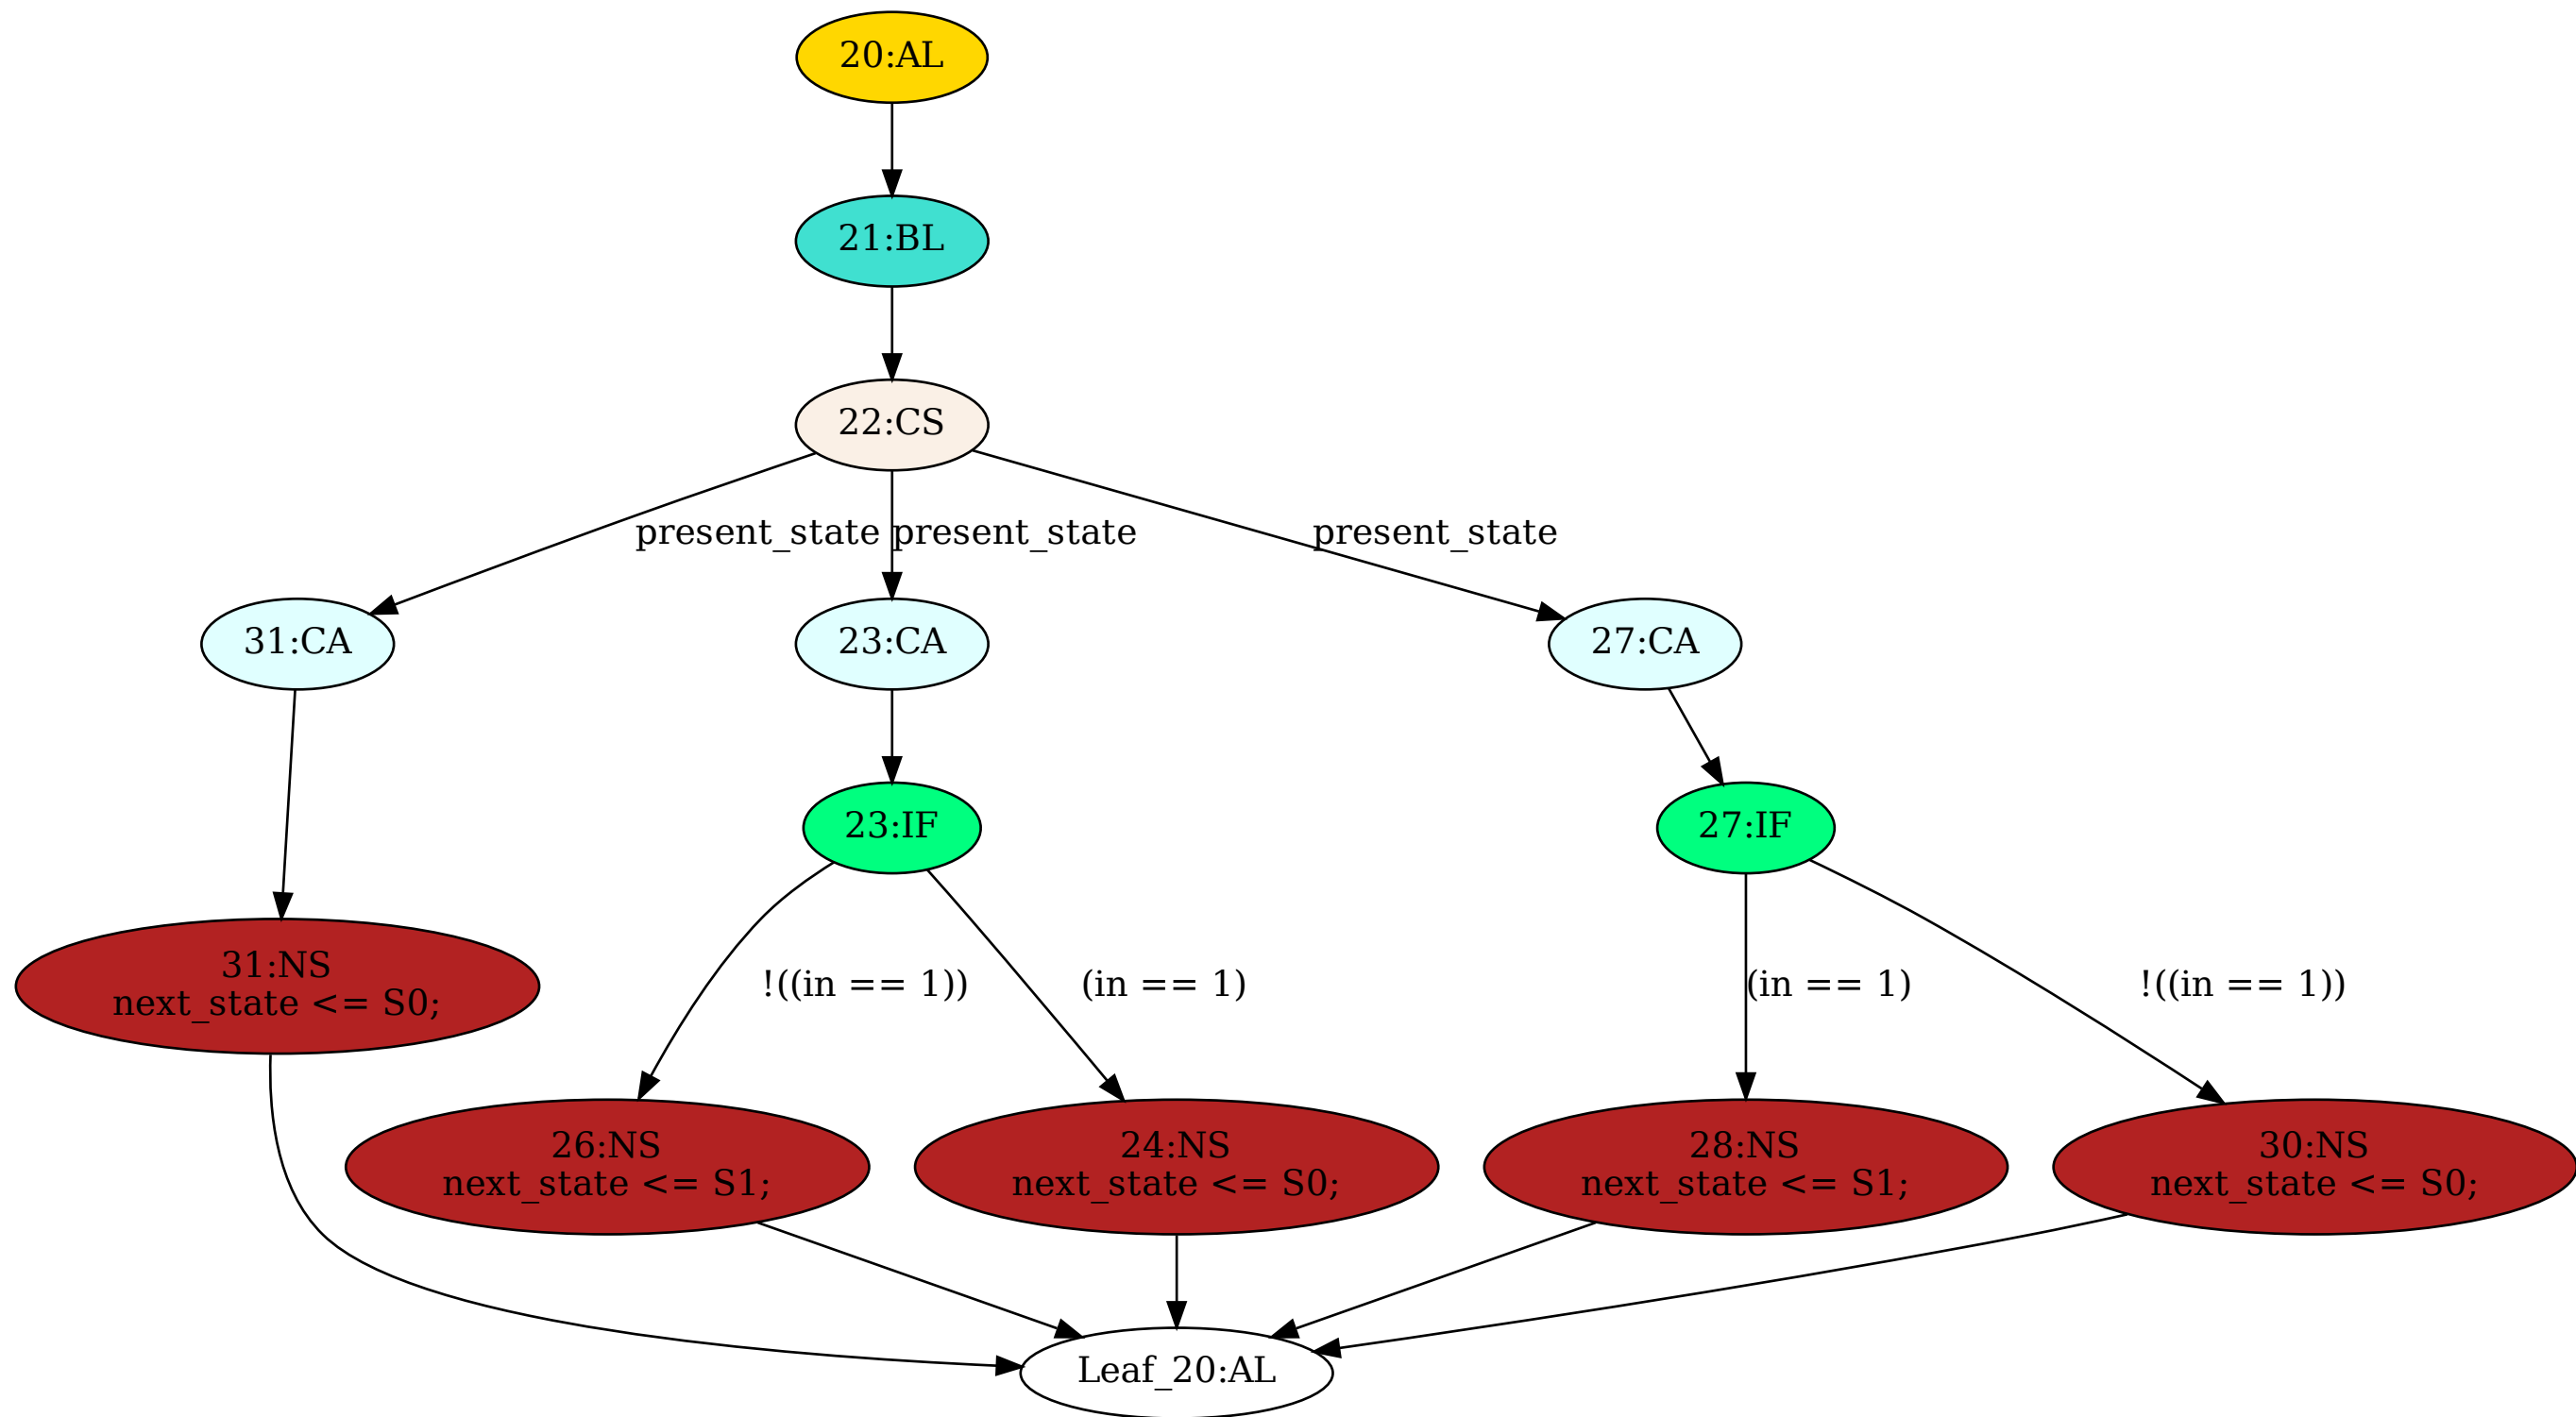 20:AL
21:BL
22:CS
present_state
present_state
present_state
31:CA
23:CA
27:CA
23:IF
27:IF
31:NS
next_state <= S0;
!((in == 1))
(in == 1)
(in == 1)
!((in == 1))
26:NS
next_state <= S1;
24:NS
next_state <= S0;
28:NS
next_state <= S1;
30:NS
next_state <= S0;
Leaf_20:AL